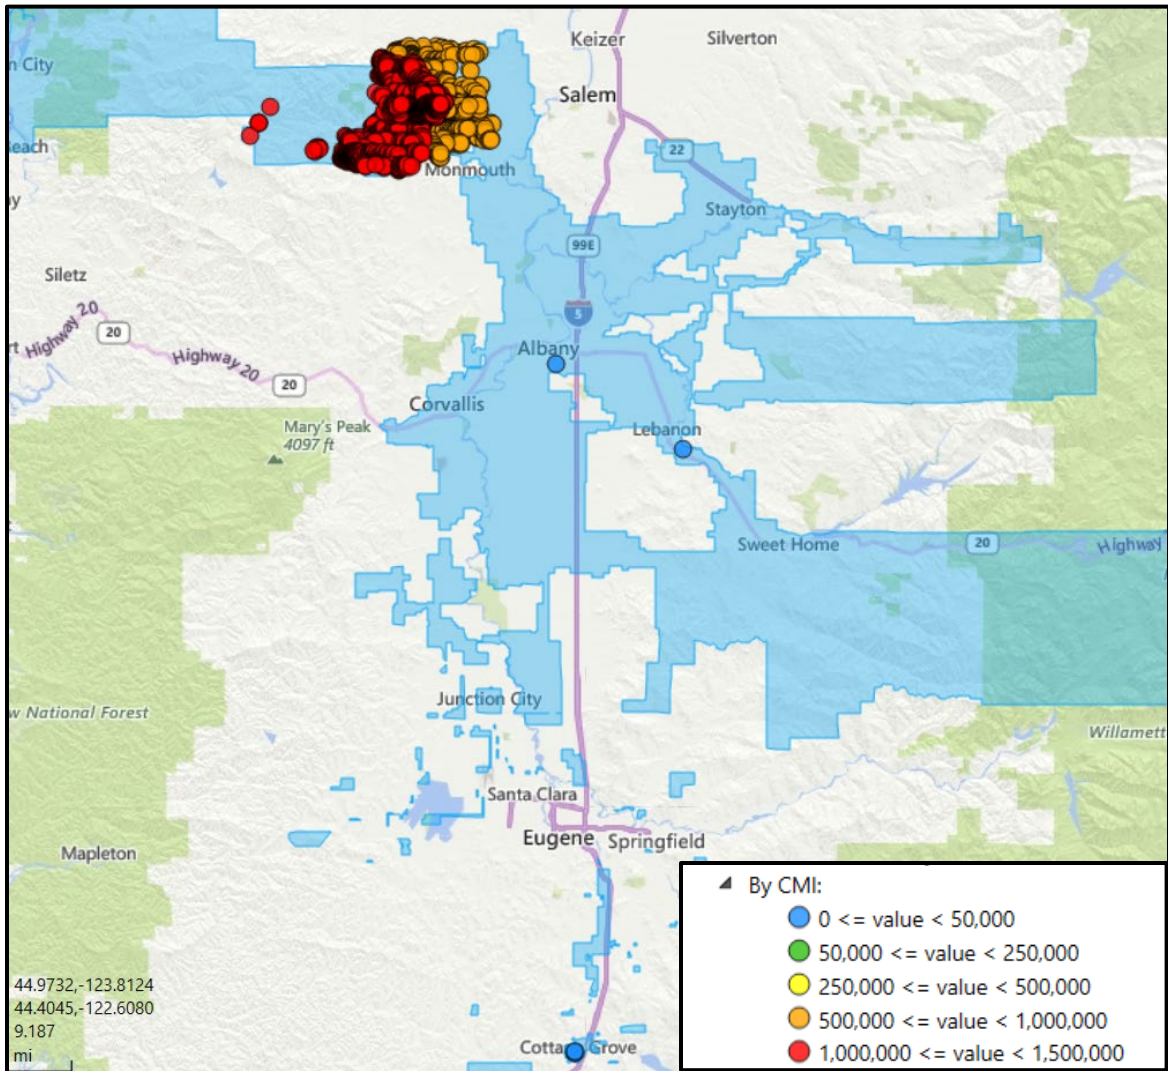 Keizer
Silverton
n City
Salem
22
each
Monmouth
y
Stayton
99E
Siletz
Highway 20
20
5
rt
Highway 20
Albany
20
Corvallis
Mary's Peak
4097 ft
Lebanon
Sweet Home
20
Highway
Junction City
w National Forest
Willamett
Santa Clara
Eugene
Springfield
Mapleton
By CMI:
0 <= value < 50,000
50,000 <= value < 250,000
250,000 <= value < 500,000
500,000 <= value < 1,000,000
1,000,000 <= value < 1,500,000
44.9732,-123.8124
44.4045,-122.6080
9.187
mi
Cotta Grove